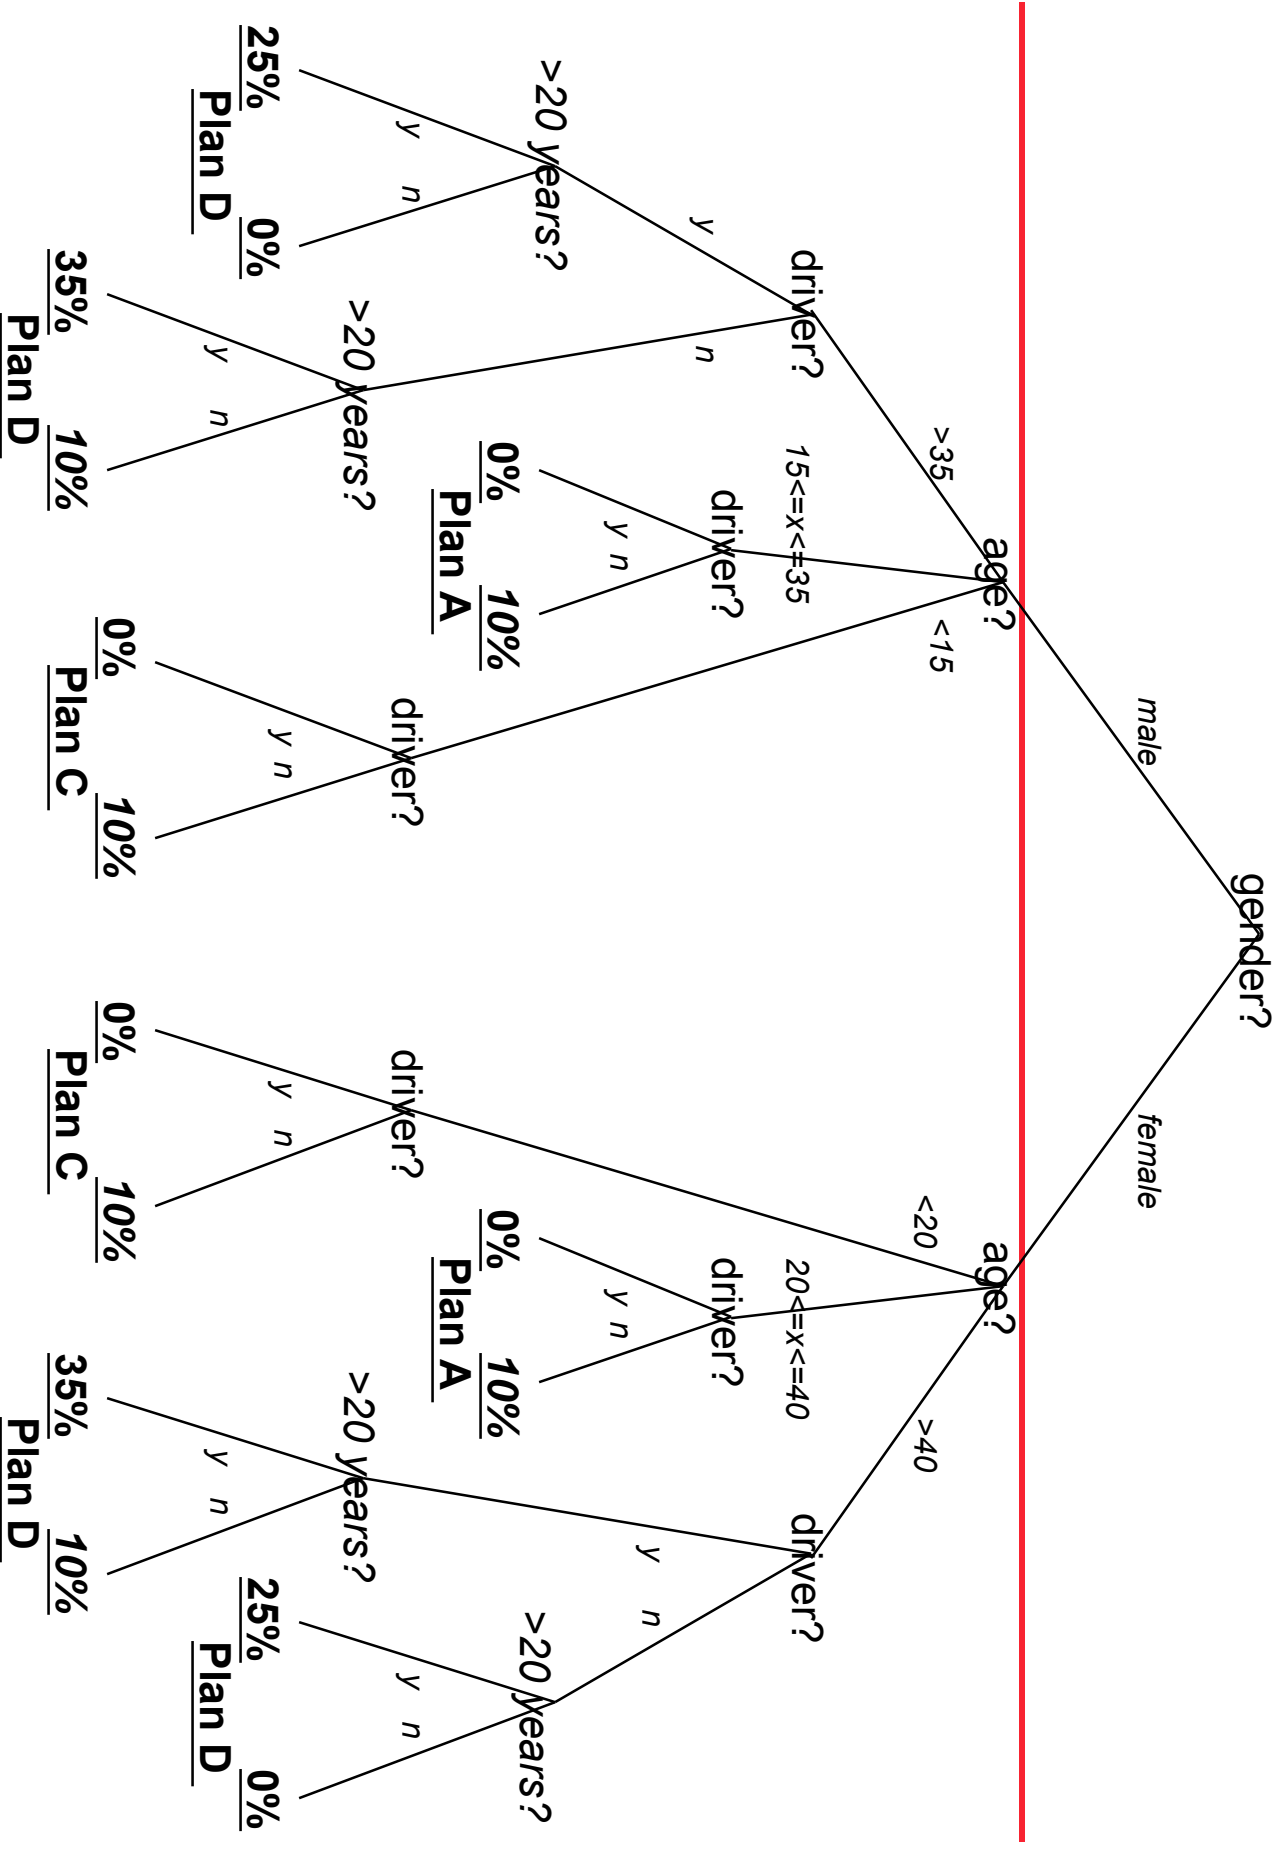 gender?
male female
age? age?
>35 <15 <20 >40
driver? driver?
15<=x<=35 20<=x<=40
driver? driver?
y n y n
y n y n
>20 years? >20 years?
0% 10% 0% 10%
Plan A Plan A
y n driver? driver? y n
>20 years? >20 years?
y n y n
25% 0% 25% 0%
Plan D y n y n Plan D
0% 10% 0% 10%
35% 10% Plan C Plan C 35% 10%
Plan D Plan D